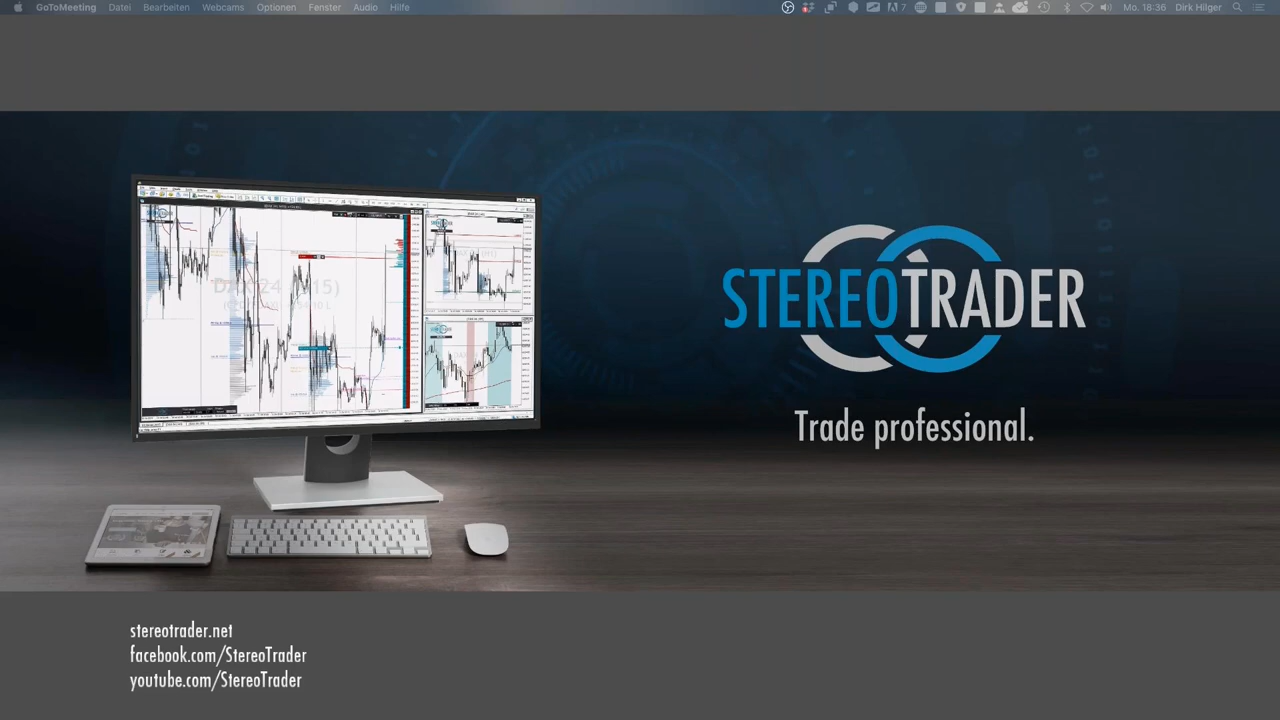 GoToMeeting Datei Bearbeiten Webcams Optionen Fenster Audio Hilfe 7 Mo. 18:36 Dirk Hilger
STEREOTRADER
Trade professional.
stereotrader.net
facebook.com/StereoTrader
youtube.com/StereoTrader